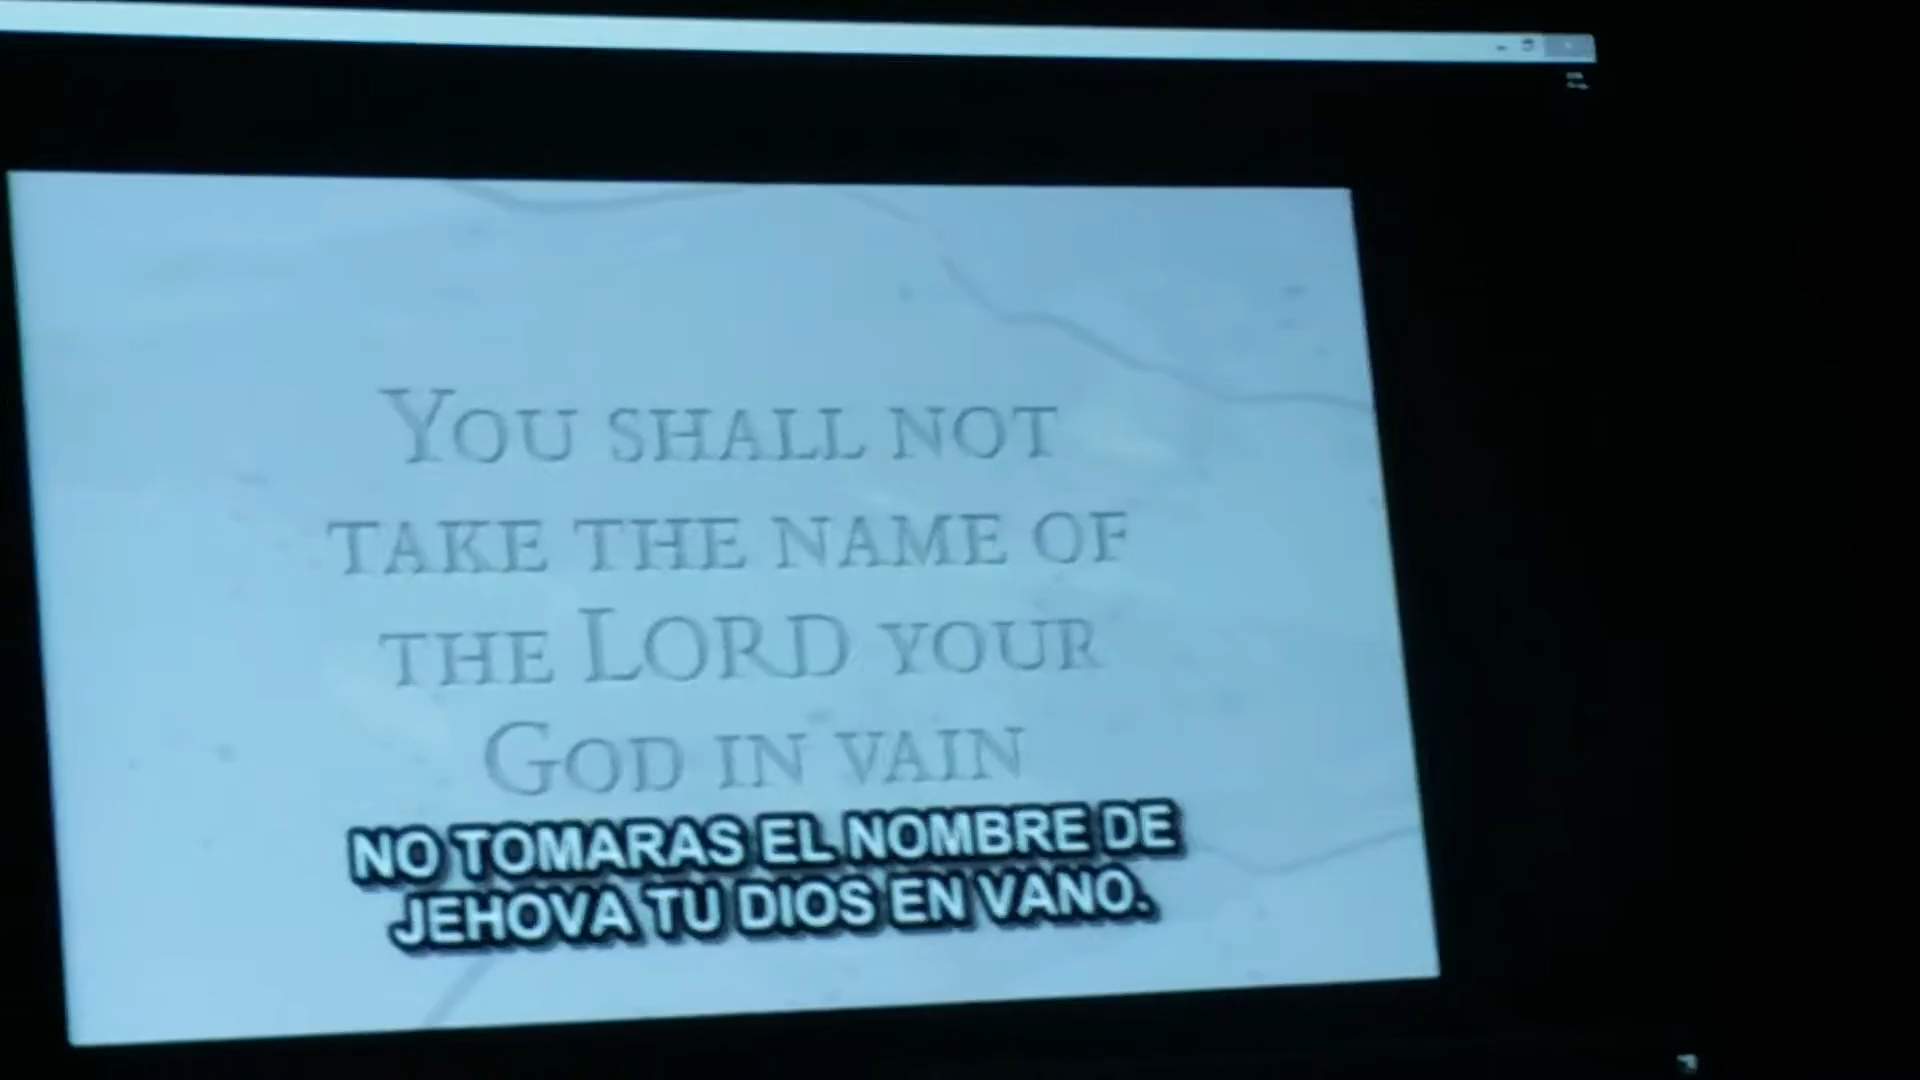 YOU SHALL NOT
TAKE THE NAME OF
THE LORD YOUR
GOD IN VAIN
NO TOMARAS EL NOMBRE DE
JEHOVA TU DIOS EN VANO.